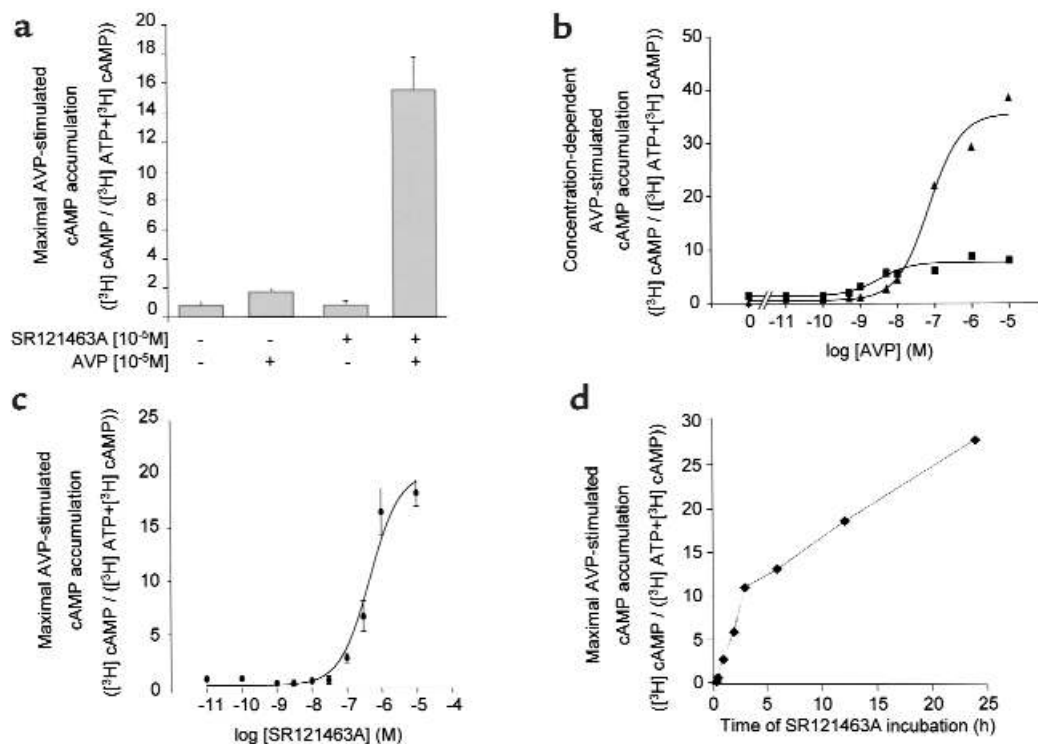 a
Maximal AVP-stimulated
cAMP accumulation
([³H] cAMP / ([³H] ATP+[³H] cAMP))
20
18
16
14
12
10
8
6
4
2
0
SR121463A [10⁻⁵M] - - + +
AVP [10⁻⁵M] - + - +
b
Concentration-dependent
AVP-stimulated
cAMP accumulation
([³H] cAMP / ([³H] ATP+[³H] cAMP))
50
40
30
20
10
0
0 -11 -10 -9 -8 -7 -6 -5
log [AVP] (M)
c
Maximal AVP-stimulated
cAMP accumulation
([³H] cAMP / ([³H] ATP+[³H] cAMP))
25
20
15
10
5
0
-11 -10 -9 -8 -7 -6 -5 -4
log [SR121463A] (M)
d
Maximal AVP-stimulated
cAMP accumulation
([³H] cAMP / ([³H] ATP+[³H] cAMP))
30
25
20
15
10
5
0
0 5 10 15 20 25
Time of SR121463A incubation (h)